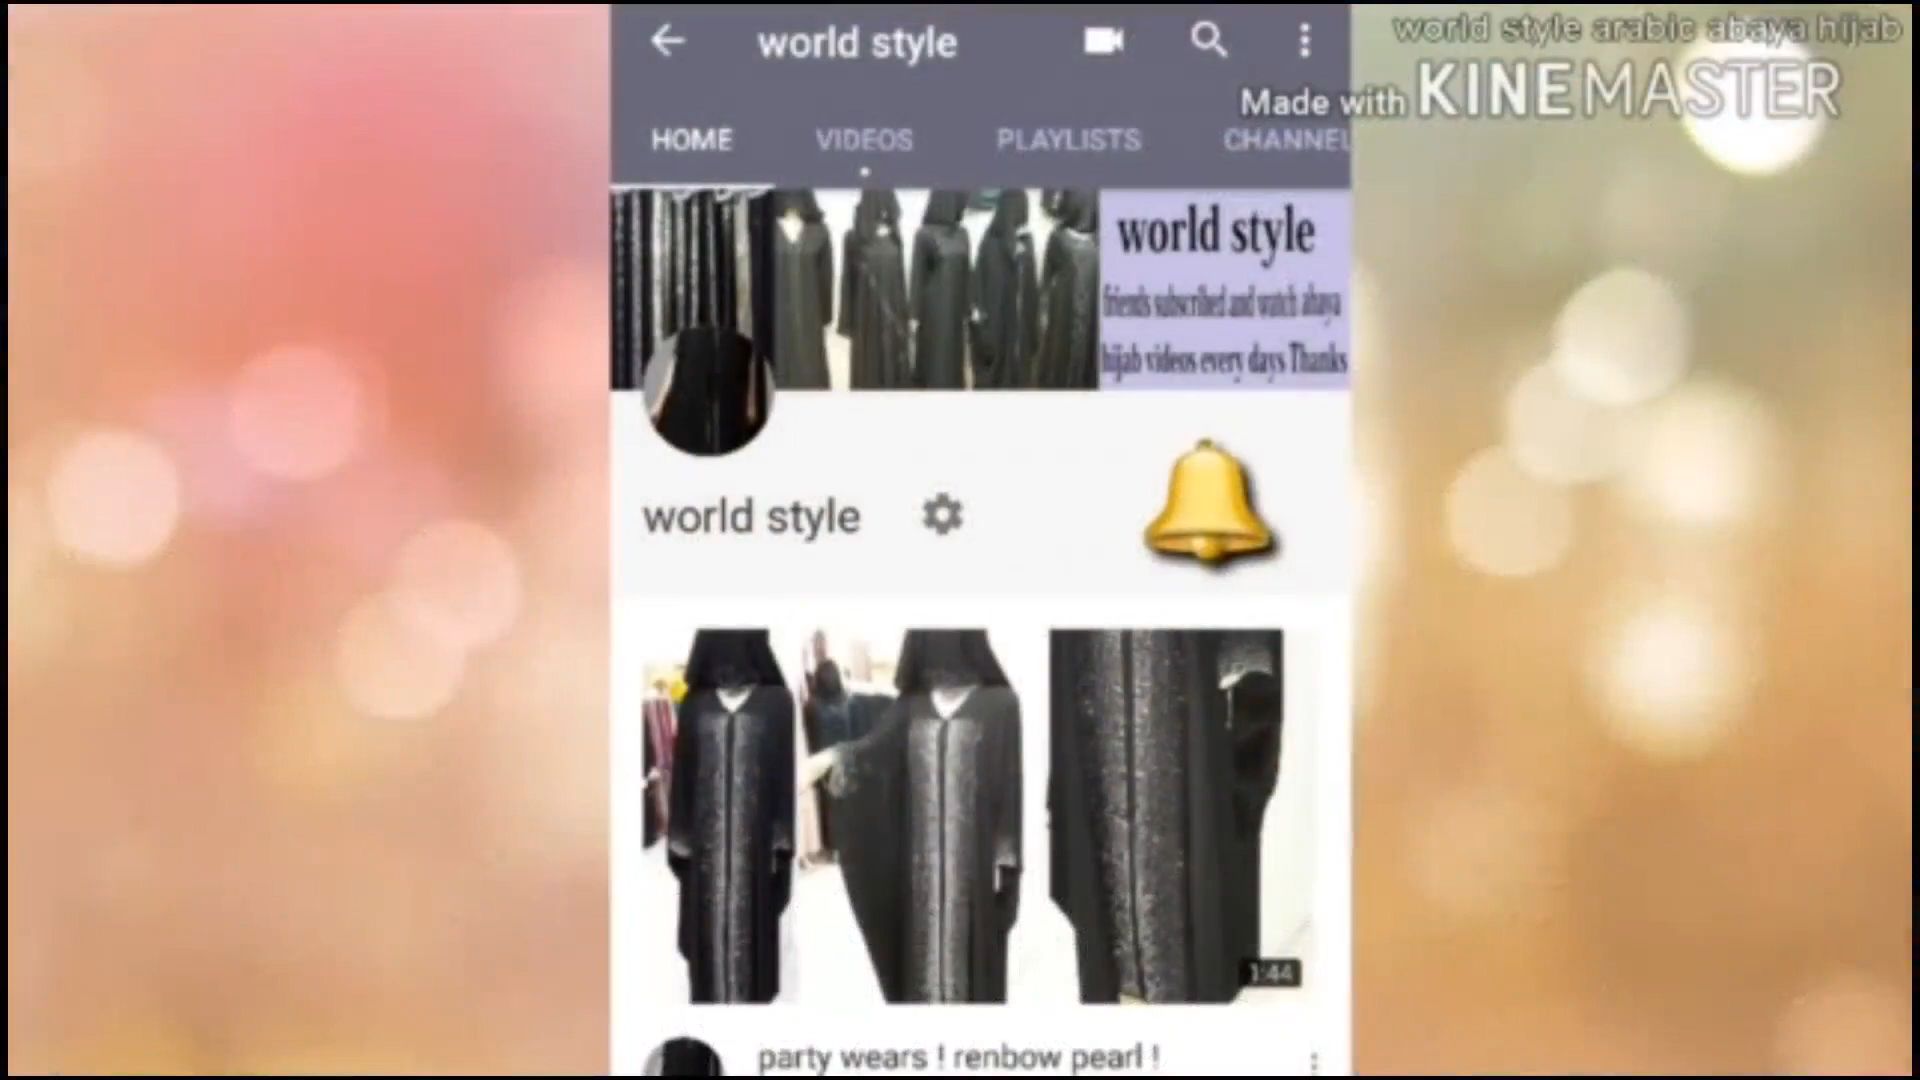 world style arabic abaya hijab
Made with KINEMASTER
world style
HOME VIDEOS PLAYLISTS CHANNEL
world style
friends subscribed and watch abaya
hijab videos every days Thanks
world style
1:44
party wears ! renbow pearl !